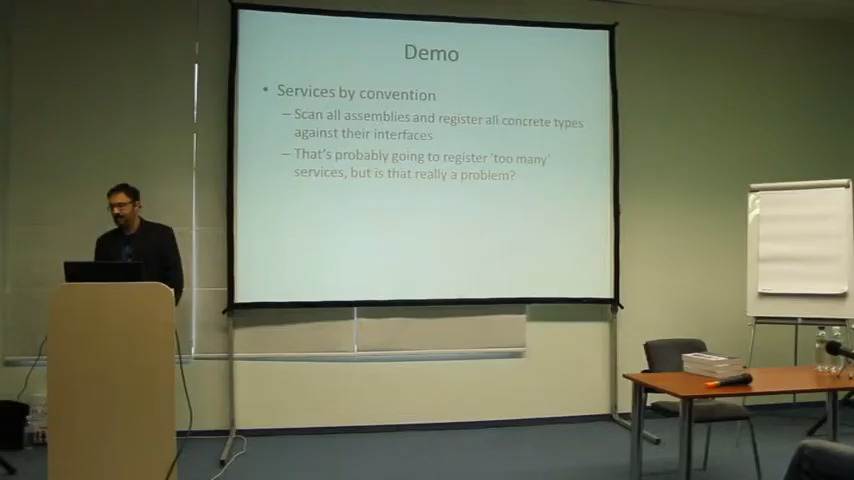 Demo
• Services by convention
– Scan all assemblies and register all concrete types
against their interfaces
– That's probably going to register 'too many'
services, but is that really a problem?